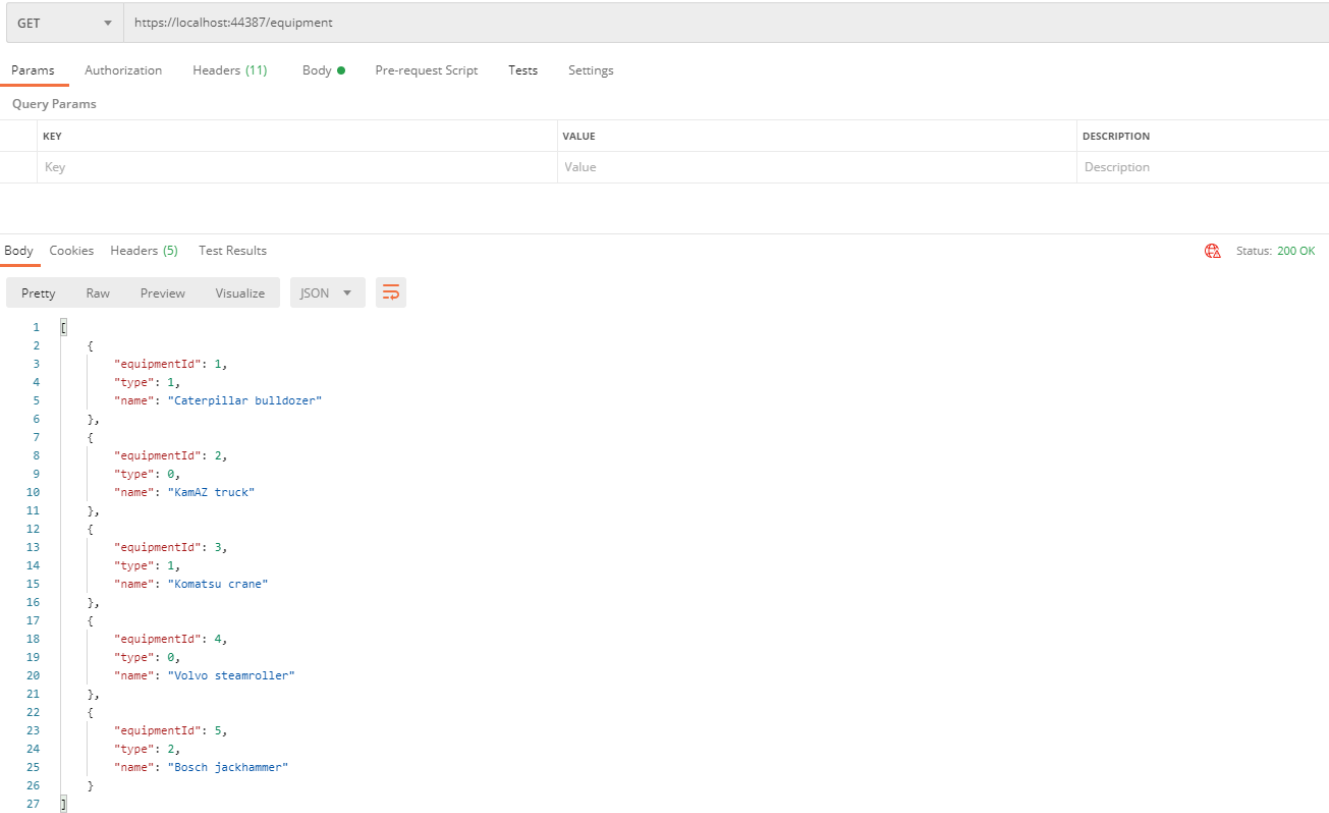 GET https://localhost:44387/equipment
Params Authorization Headers (11) Body Pre-request Script Tests Settings
Query Params
KEY VALUE DESCRIPTION
Key Value Description
Body Cookies Headers (5) Test Results Status: 200 OK
Pretty Raw Preview Visualize JSON
1 [
2 {
3 "equipmentId": 1,
4 "type": 1,
5 "name": "Caterpillar bulldozer"
6 },
7 {
8 "equipmentId": 2,
9 "type": 0,
10 "name": "KamAZ truck"
11 },
12 {
13 "equipmentId": 3,
14 "type": 1,
15 "name": "Komatsu crane"
16 },
17 {
18 "equipmentId": 4,
19 "type": 0,
20 "name": "Volvo steamroller"
21 },
22 {
23 "equipmentId": 5,
24 "type": 2,
25 "name": "Bosch jackhammer"
26 }
27 ]